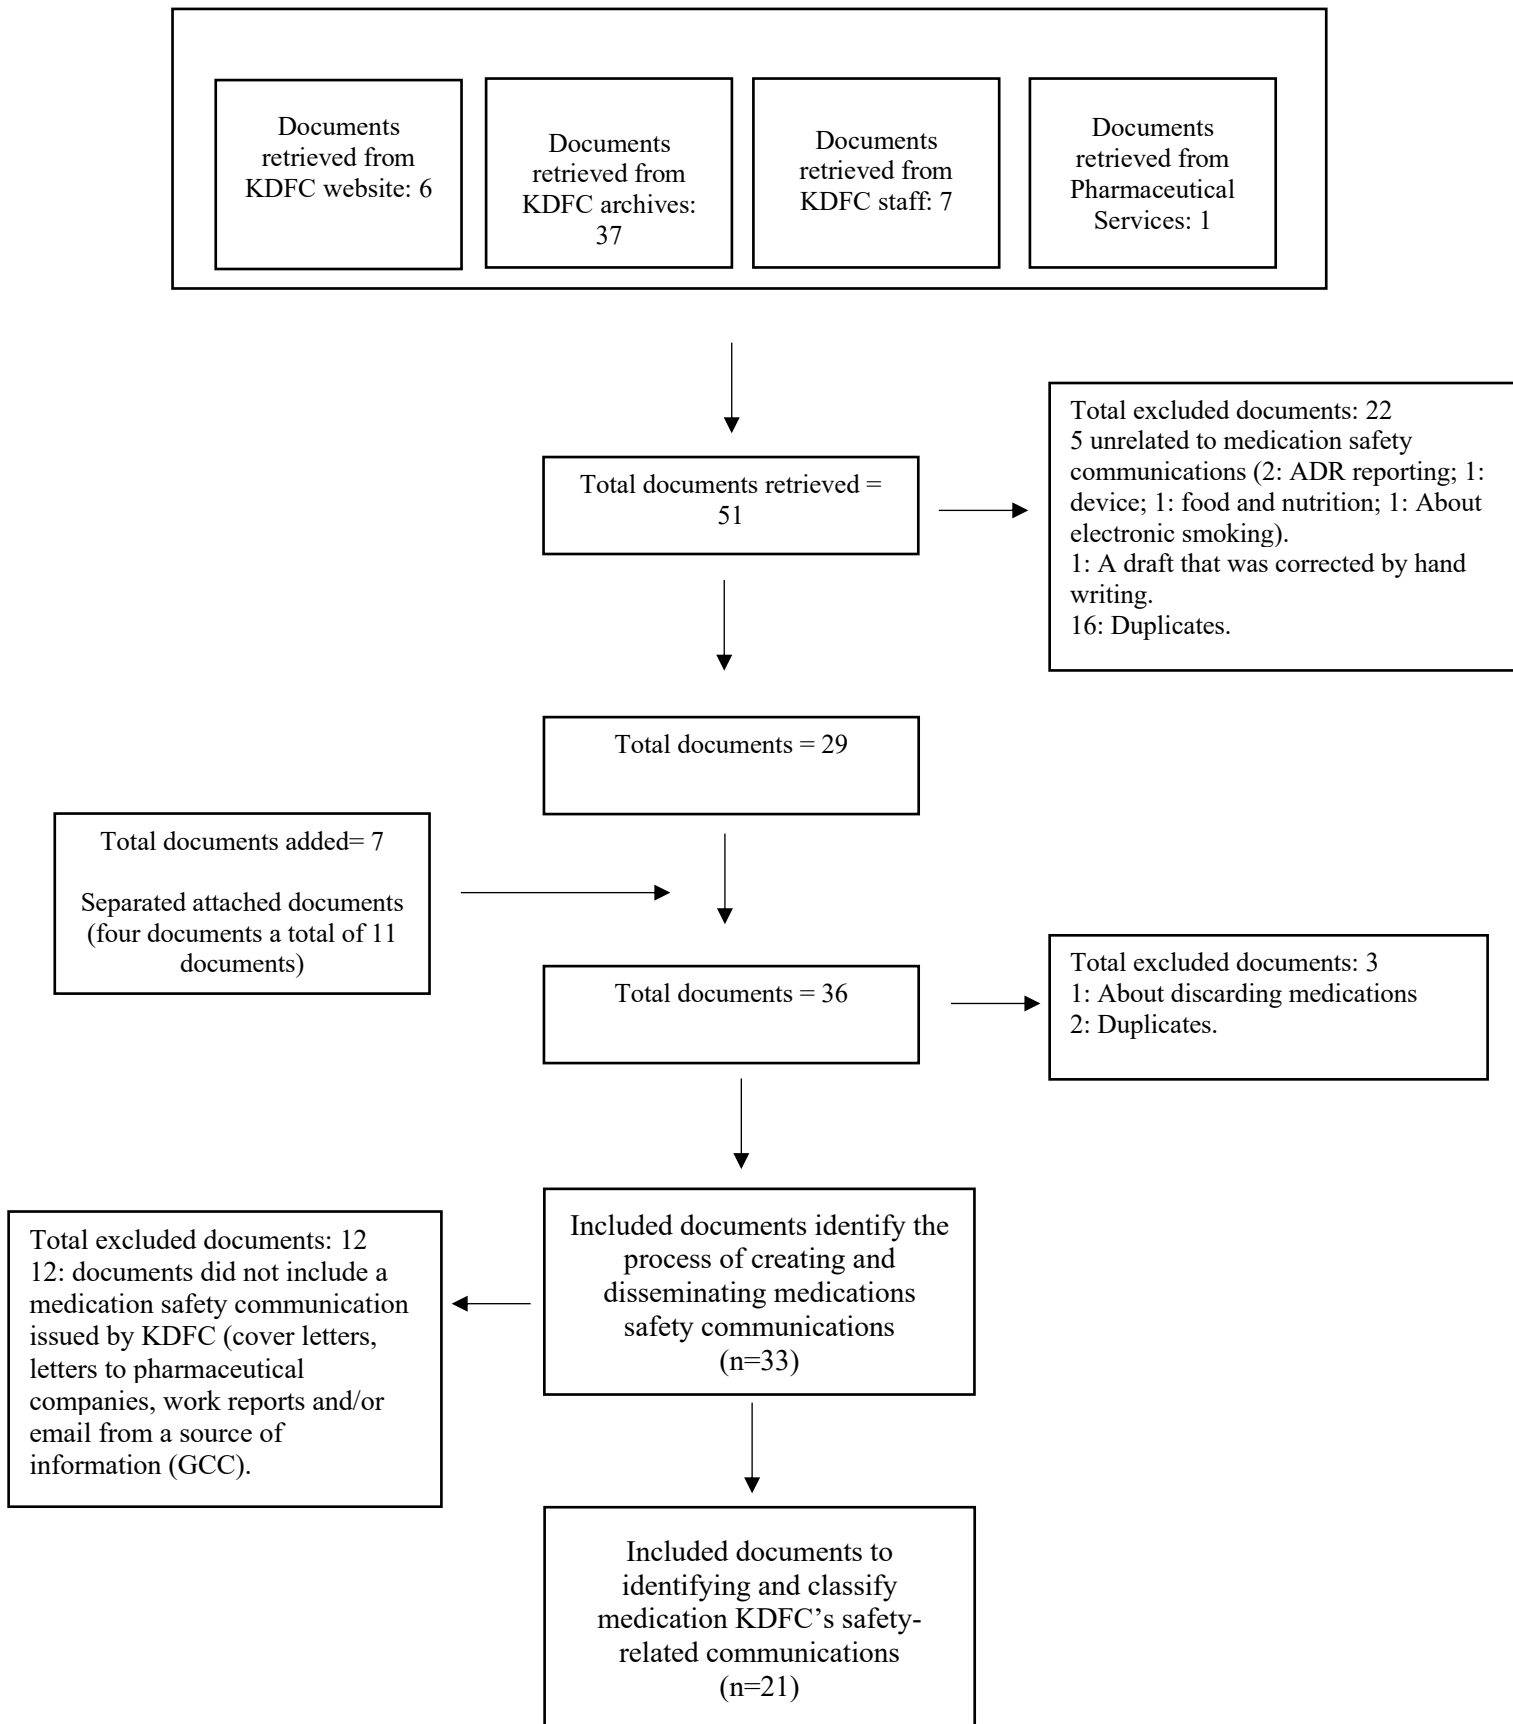 Documents
retrieved from
KDFC website: 6
Documents
retrieved from
KDFC archives:
37
Documents
retrieved from
KDFC staff: 7
Documents
retrieved from
Pharmaceutical
Services: 1
Total documents retrieved =
51
Total excluded documents: 22
5 unrelated to medication safety
communications (2: ADR reporting; 1:
device; 1: food and nutrition; 1: About
electronic smoking).
1: A draft that was corrected by hand
writing.
16: Duplicates.
Total documents = 29
Total documents added= 7
Separated attached documents
(four documents a total of 11
documents)
Total documents = 36
Total excluded documents: 3
1: About discarding medications
2: Duplicates.
Included documents identify the
process of creating and
disseminating medications
safety communications
(n=33)
Total excluded documents: 12
12: documents did not include a
medication safety communication
issued by KDFC (cover letters,
letters to pharmaceutical
companies, work reports and/or
email from a source of
information (GCC).
Included documents to
identifying and classify
medication KDFC’s safety-
related communications
(n=21)